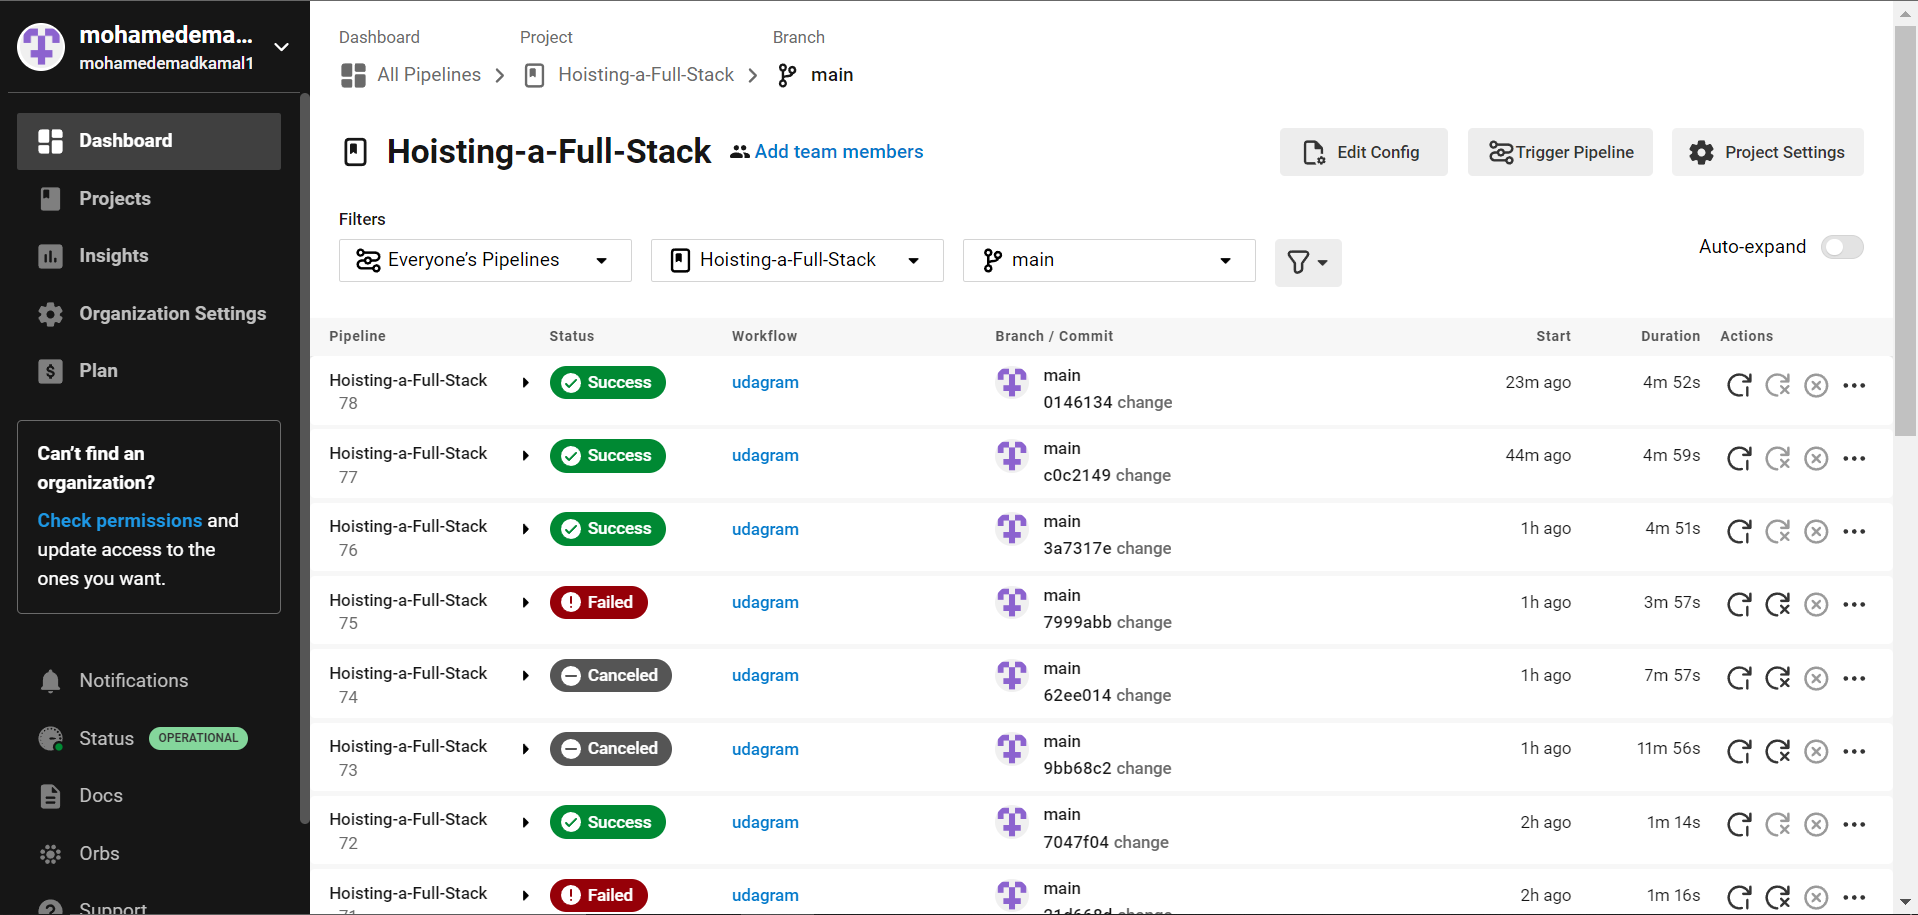 mohamedema...
mohamedemadkamal1
Dashboard
Projects
Insights
Organization Settings
Plan
Can't find an
organization?
Check permissions and
update access to the
ones you want.
Notifications
Status OPERATIONAL
Docs
Orbs
Support
Dashboard Project Branch
All Pipelines Hoisting-a-Full-Stack main
Hoisting-a-Full-Stack Add team members
Edit Config Trigger Pipeline Project Settings
Filters
Everyone's Pipelines Hoisting-a-Full-Stack main
Auto-expand
Pipeline Status Workflow Branch / Commit Start Duration Actions
Hoisting-a-Full-Stack Success udagram main 23m ago 4m 52s
78 0146134 change
Hoisting-a-Full-Stack Success udagram main 44m ago 4m 59s
77 c0c2149 change
Hoisting-a-Full-Stack Success udagram main 1h ago 4m 51s
76 3a7317e change
Hoisting-a-Full-Stack Failed udagram main 1h ago 3m 57s
75 7999abb change
Hoisting-a-Full-Stack Canceled udagram main 1h ago 7m 57s
74 62ee014 change
Hoisting-a-Full-Stack Canceled udagram main 1h ago 11m 56s
73 9bb68c2 change
Hoisting-a-Full-Stack Success udagram main 2h ago 1m 14s
72 7047f04 change
Hoisting-a-Full-Stack Failed udagram main 2h ago 1m 16s